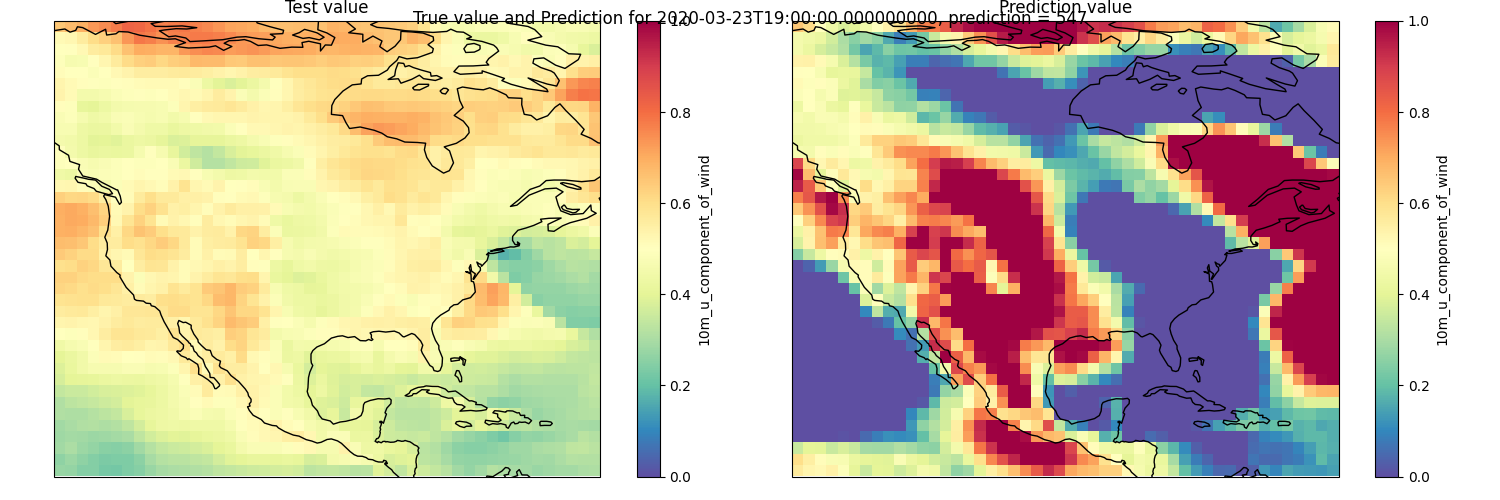 Test value
Prediction value
True value and Prediction for 2020-03-23T19:00:00.000000000, prediction = 547
1.0
0.8
0.6
0.4
0.2
0.0
10m_u_component_of_wind
1.0
0.8
0.6
0.4
0.2
0.0
10m_u_component_of_wind